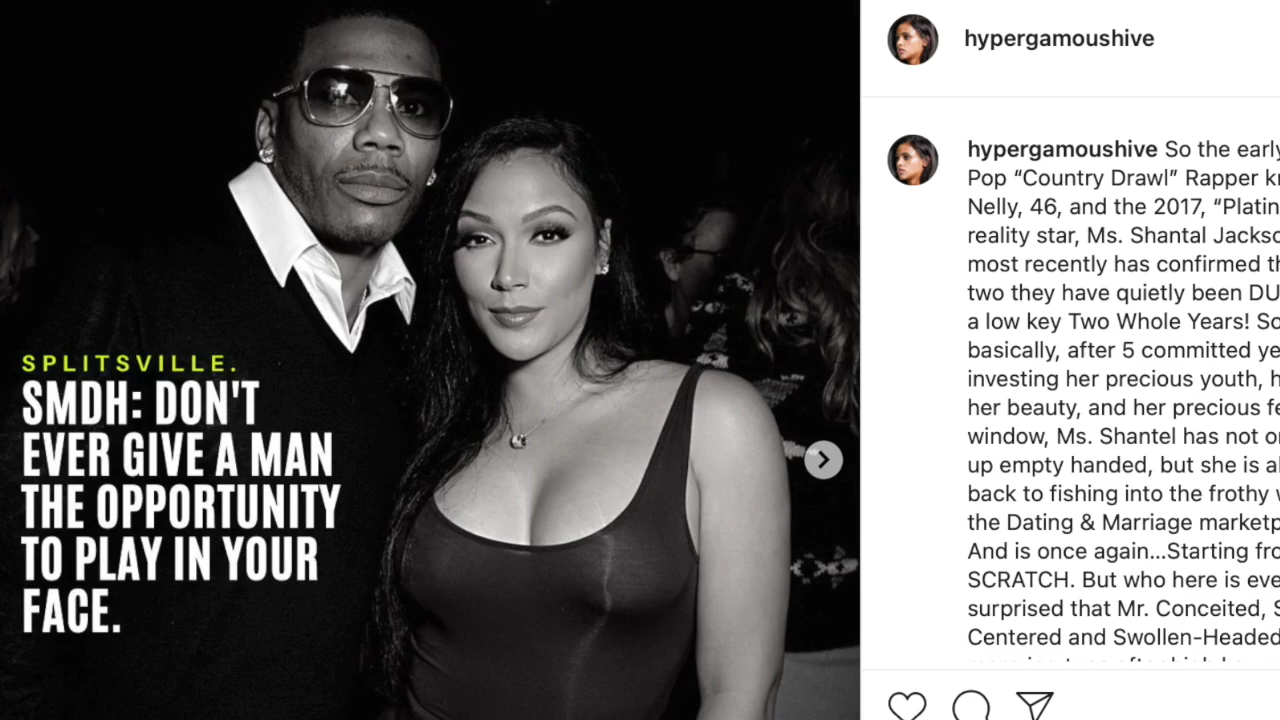 SPLITSVILLE.
SMDH: DON'T
EVER GIVE A MAN
THE OPPORTUNITY
TO PLAY IN YOUR
FACE.
hypergamoushive
hypergamoushive So the early
Pop “Country Drawl” Rapper
Nelly, 46, and the 2017, “Platin
reality star, Ms. Shantal Jackso
most recently has confirmed th
two they have quietly been DU
a low key Two Whole Years! So
basically, after 5 committed ye
investing her precious youth, h
her beauty, and her precious fe
window, Ms. Shantel has not o
up empty handed, but she is al
back to fishing into the frothy
the Dating & Marriage marketp
And is once again...Starting fro
SCRATCH. But who here is eve
surprised that Mr. Conceited, S
Centered and Swollen-Headed